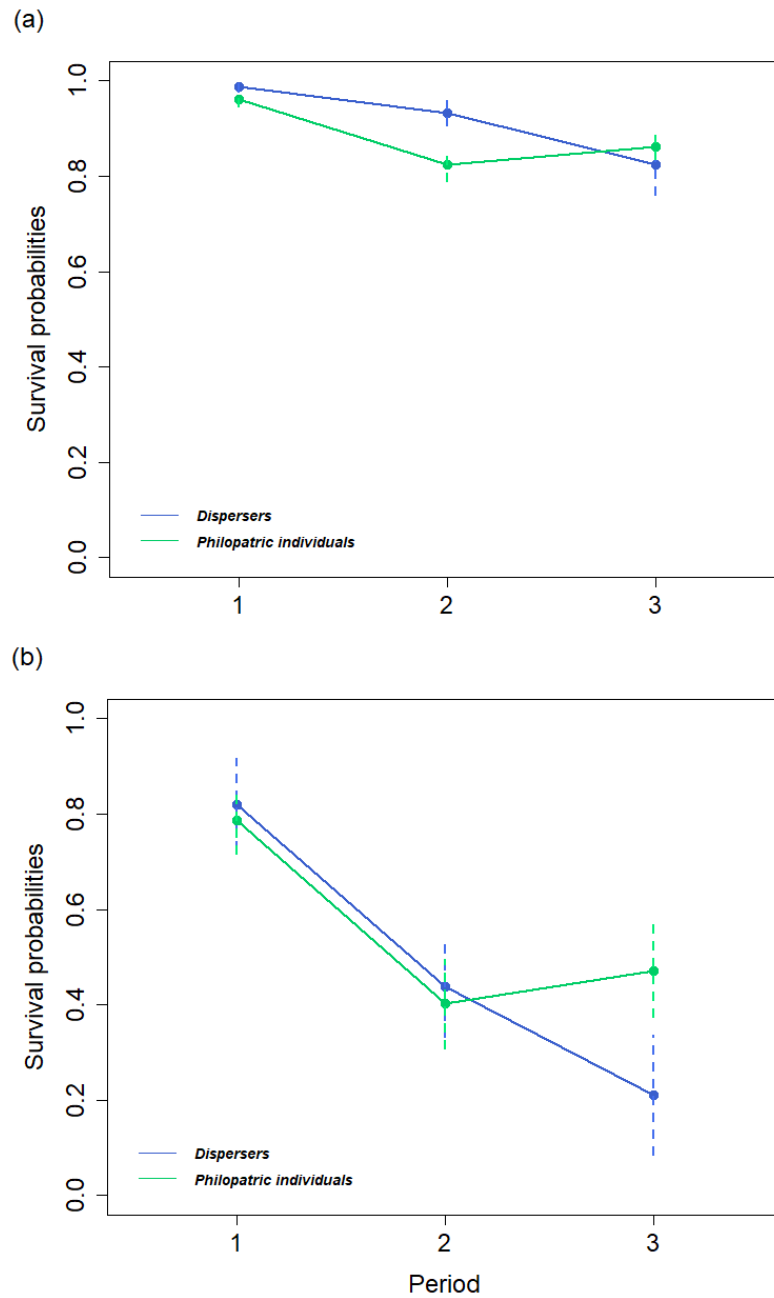 (a)
Survival probabilities
1.0
0.8
0.6
0.4
0.2
0.0
Dispersers
Philopatric individuals
1 2 3
(b)
Survival probabilities
1.0
0.8
0.6
0.4
0.2
0.0
Dispersers
Philopatric individuals
1 2 3
Period